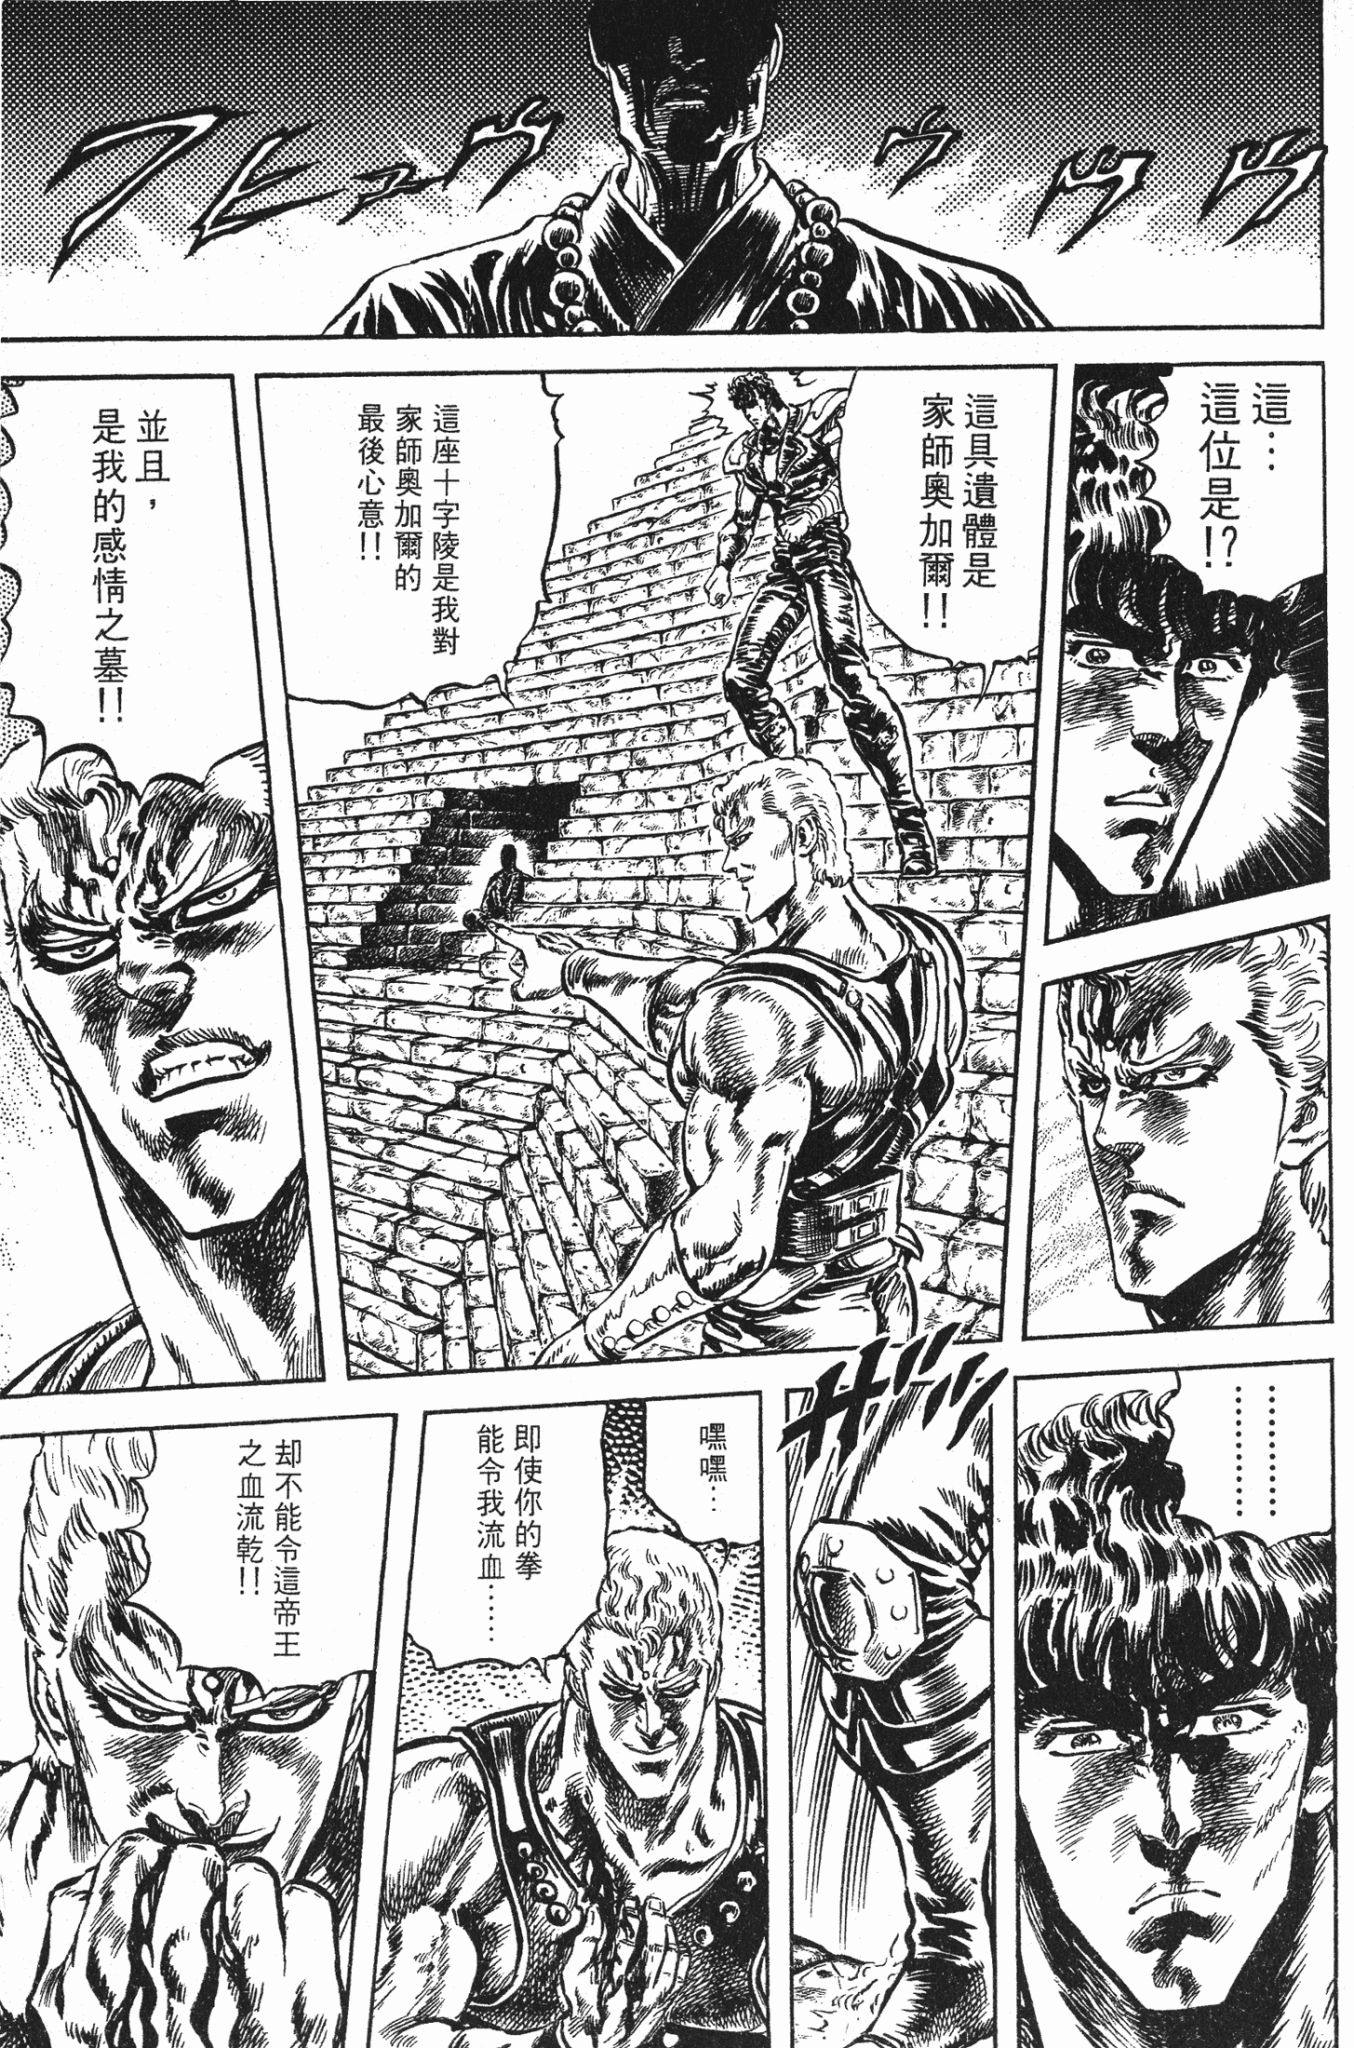 フヒュウ
ウ
ウ
ウ
這…
這位是!?
這具遺體是
家師奧加爾!!
這座十字陵是我對
家師奧加爾的
最後心意!!
並且，
是我的感情之墓!!
…………
…………
ザッ
嘿嘿…
即使你的拳
能令我流血……
却不能令這帝王
之血流乾!!